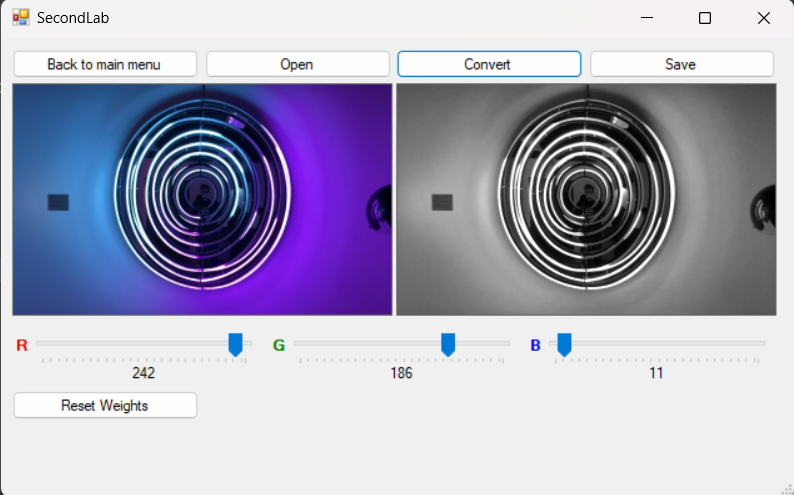 SecondLab
Back to main menu Open Convert Save
R G B
242 186 11
Reset Weights